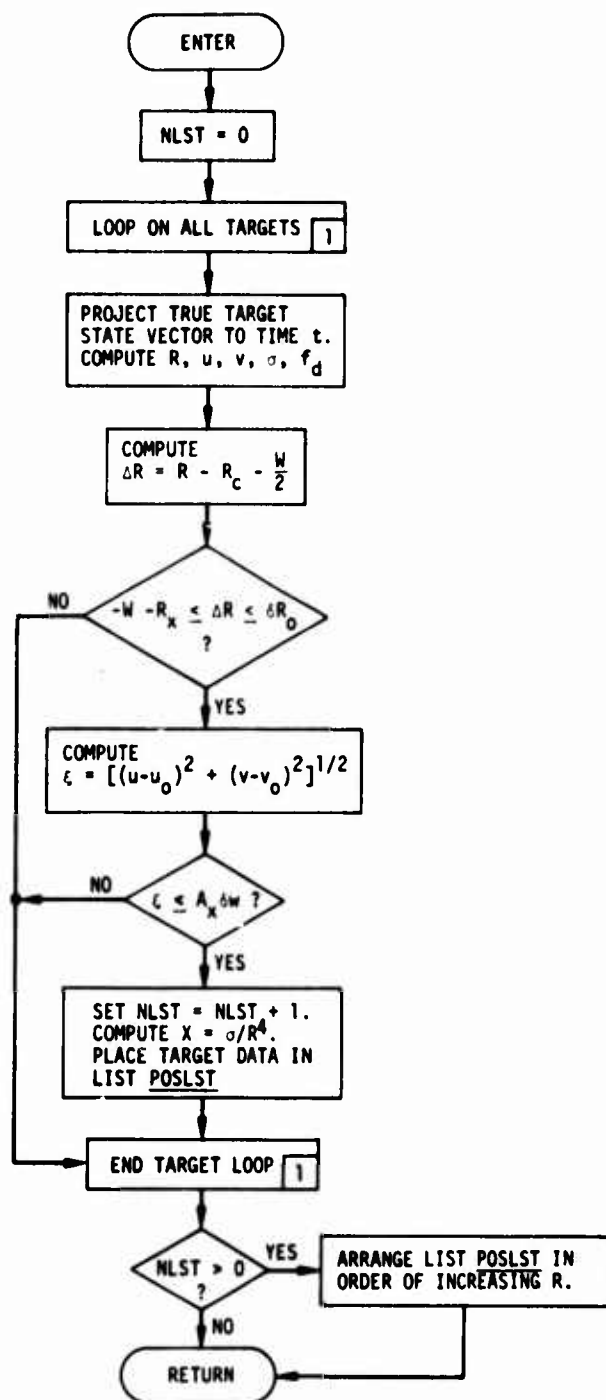 ENTER
NLST = 0
LOOP ON ALL TARGETS 1
PROJECT TRUE TARGET
STATE VECTOR TO TIME t.
COMPUTE R, u, v, σ, f_d
COMPUTE
ΔR = R - R_c - W/2
NO
-W -R_x ≤ ΔR ≤ δR_o
?
YES
COMPUTE
ξ = [(u-u_o)^2 + (v-v_o)^2]^1/2
NO
ξ ≤ A_x δw ?
YES
SET NLST = NLST + 1.
COMPUTE X = σ/R^4.
PLACE TARGET DATA IN
LIST POSLST
END TARGET LOOP 1
NLST > 0
?
YES
ARRANGE LIST POSLST IN
ORDER OF INCREASING R.
NO
RETURN